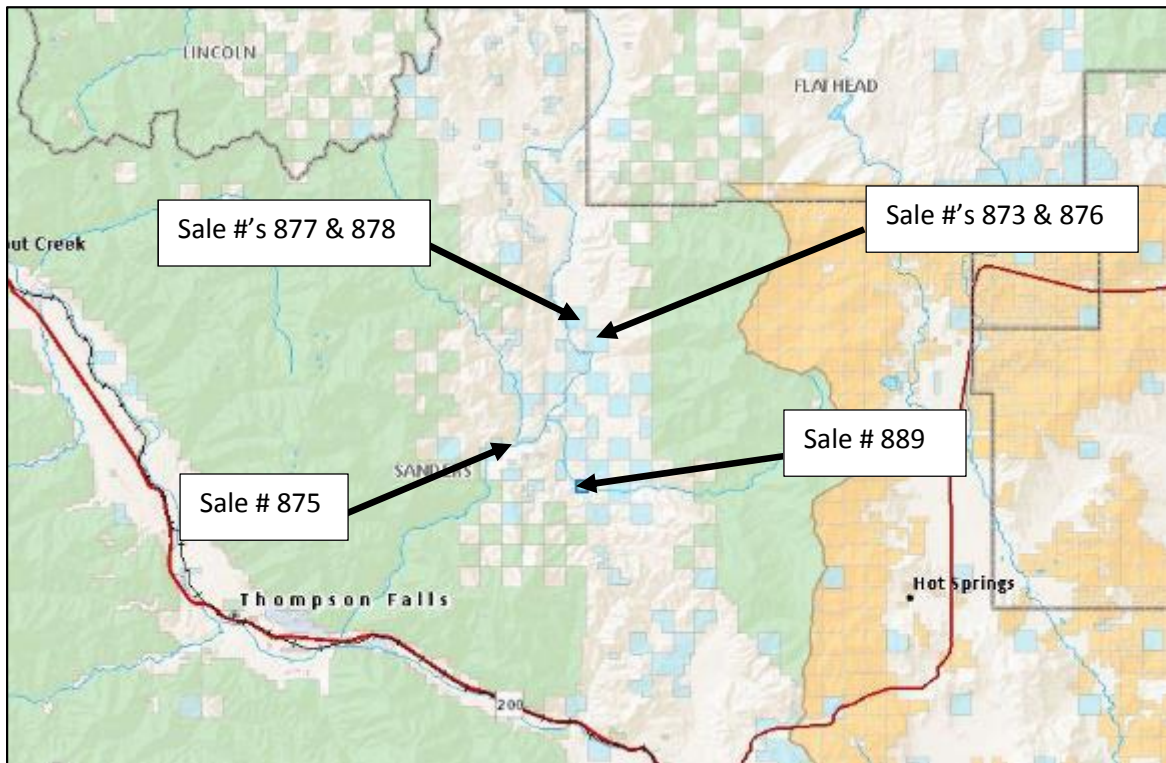 LINCOLN
FLATHEAD
Sale #'s 877 & 878
Sale #'s 873 & 876
out Creek
Sale # 889
SANDERS
Sale # 875
Hot Springs
Thompson Falls
200